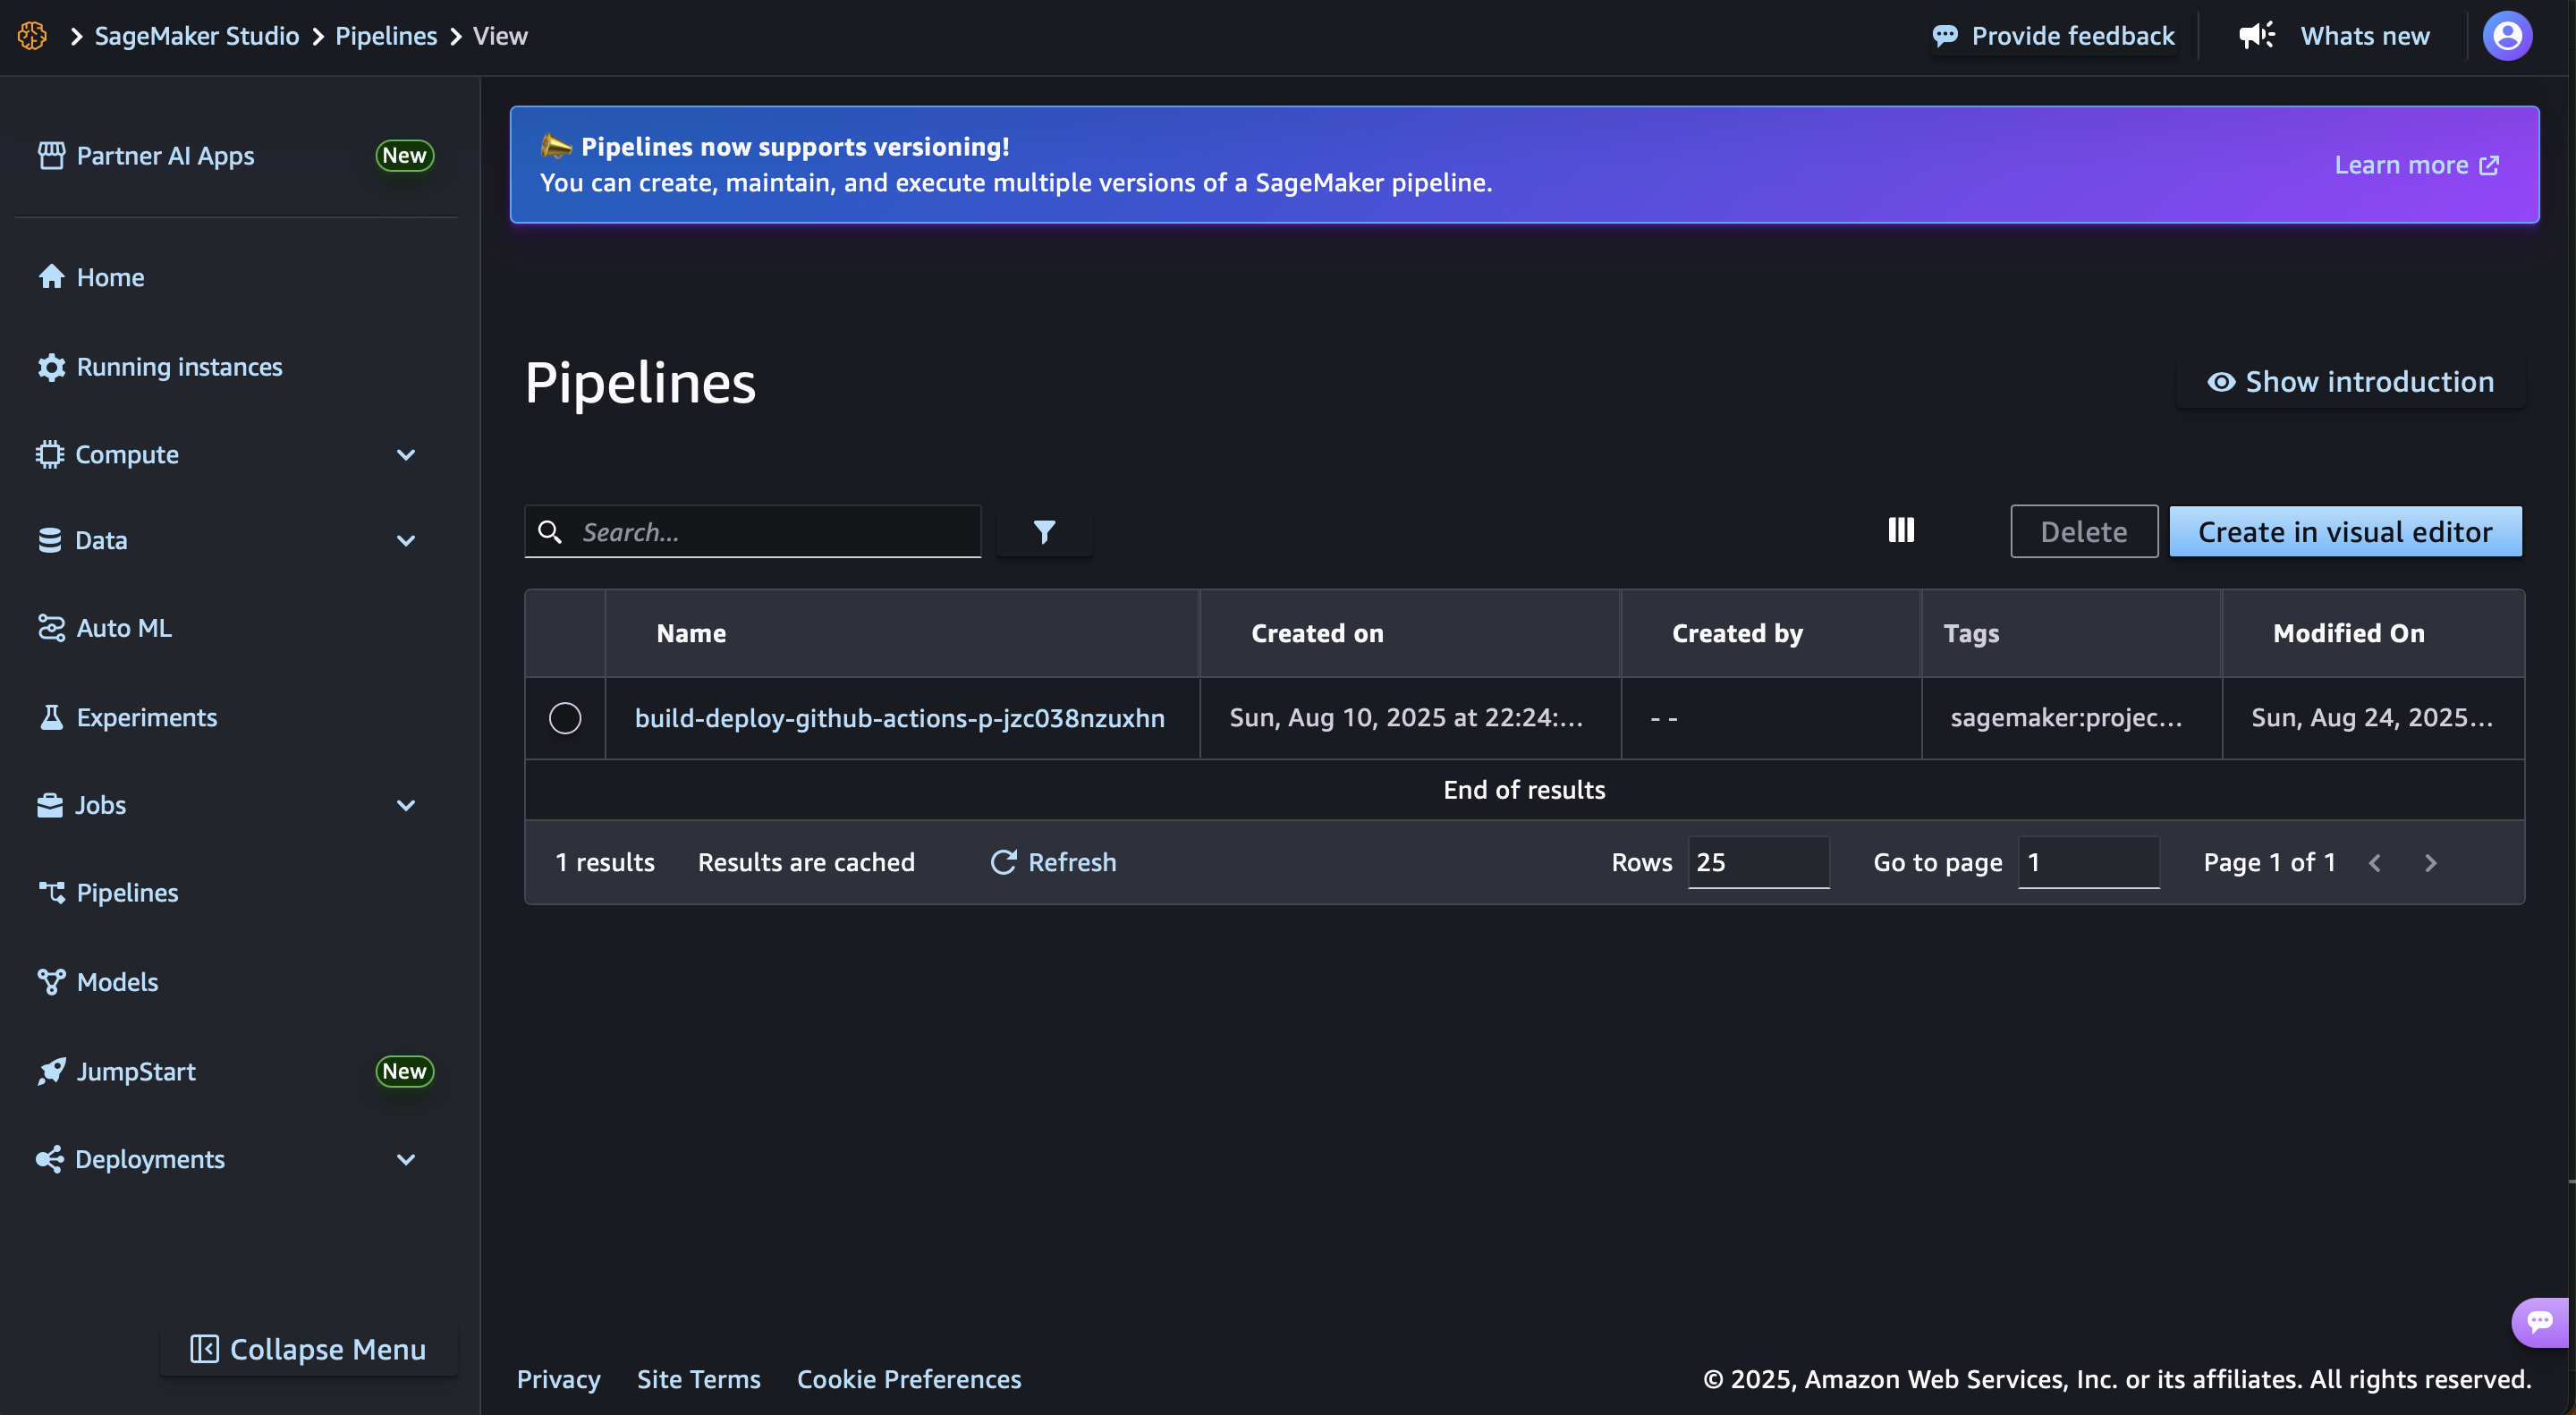 SageMaker Studio > Pipelines > View
Provide feedback
Whats new
Partner AI Apps New
Home
Running instances
Compute
Data
Auto ML
Experiments
Jobs
Pipelines
Models
JumpStart New
Deployments
Collapse Menu
Pipelines now supports versioning!
You can create, maintain, and execute multiple versions of a SageMaker pipeline.
Learn more
Pipelines
Show introduction
Search...
Delete
Create in visual editor
Name Created on Created by Tags Modified On
build-deploy-github-actions-p-jzc038nzuxhn Sun, Aug 10, 2025 at 22:24:... - - sagemaker:projec... Sun, Aug 24, 2025...
End of results
1 results Results are cached Refresh Rows 25 Go to page 1 Page 1 of 1
Privacy Site Terms Cookie Preferences
© 2025, Amazon Web Services, Inc. or its affiliates. All rights reserved.